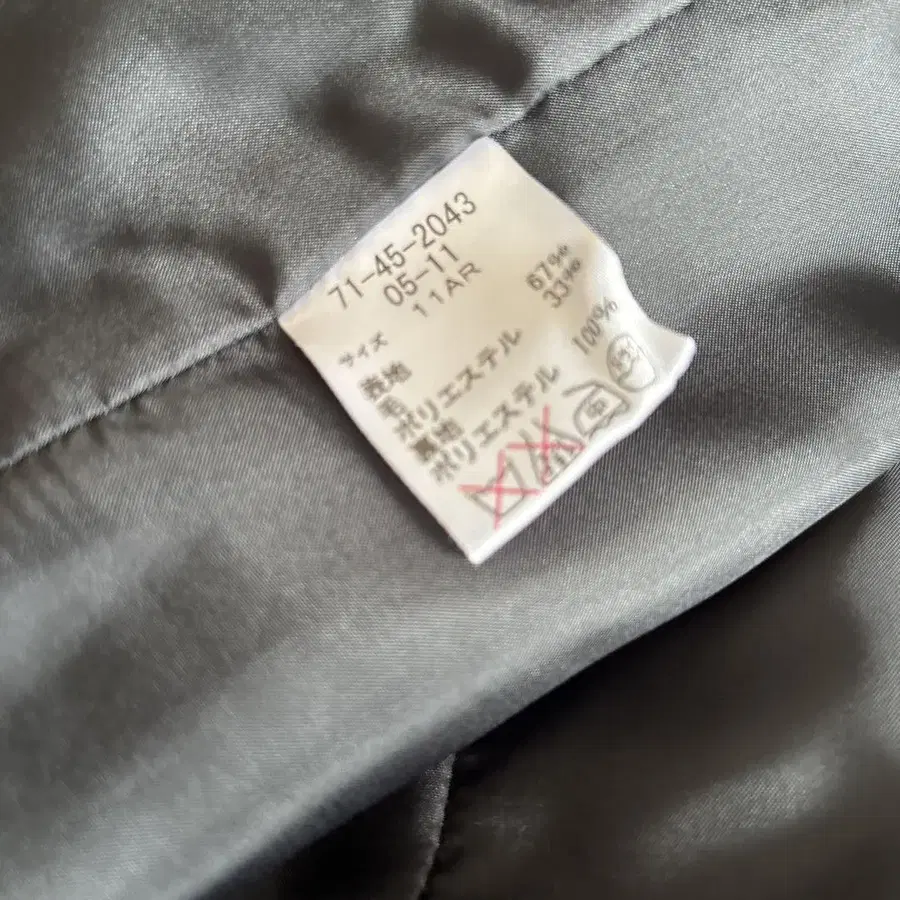 71-45-2043
05-11
サイズ 11AR
表地
毛 67%
ポリエステル 33%
裏地
ポリエステル 100%
中